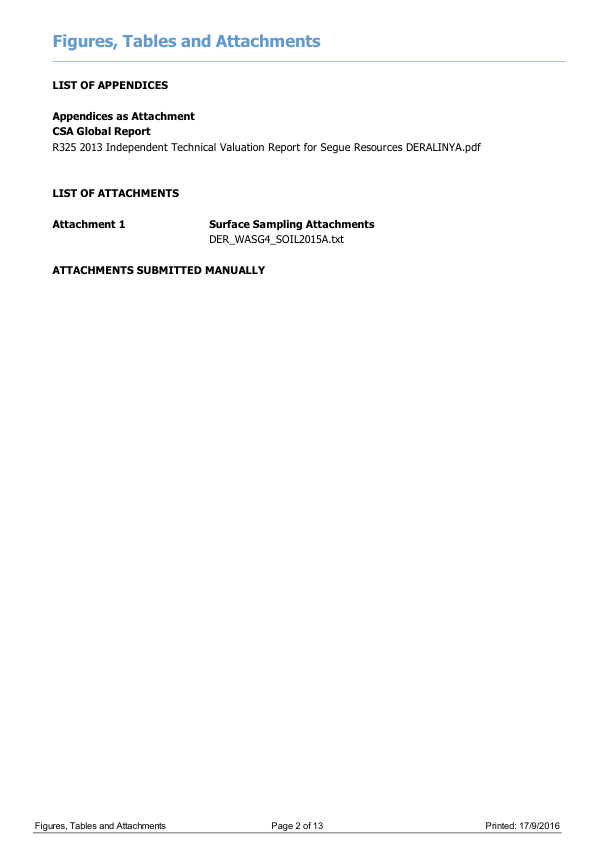 Figures, Tables and Attachments
LIST OF APPENDICES
Appendices as Attachment
CSA Global Report
R325 2013 Independent Technical Valuation Report for Segue Resources DERALINYA.pdf
LIST OF ATTACHMENTS
Attachment 1 Surface Sampling Attachments
DER_WASG4_SOIL2015A.txt
ATTACHMENTS SUBMITTED MANUALLY
Figures, Tables and Attachments Page 2 of 13 Printed: 17/9/2016